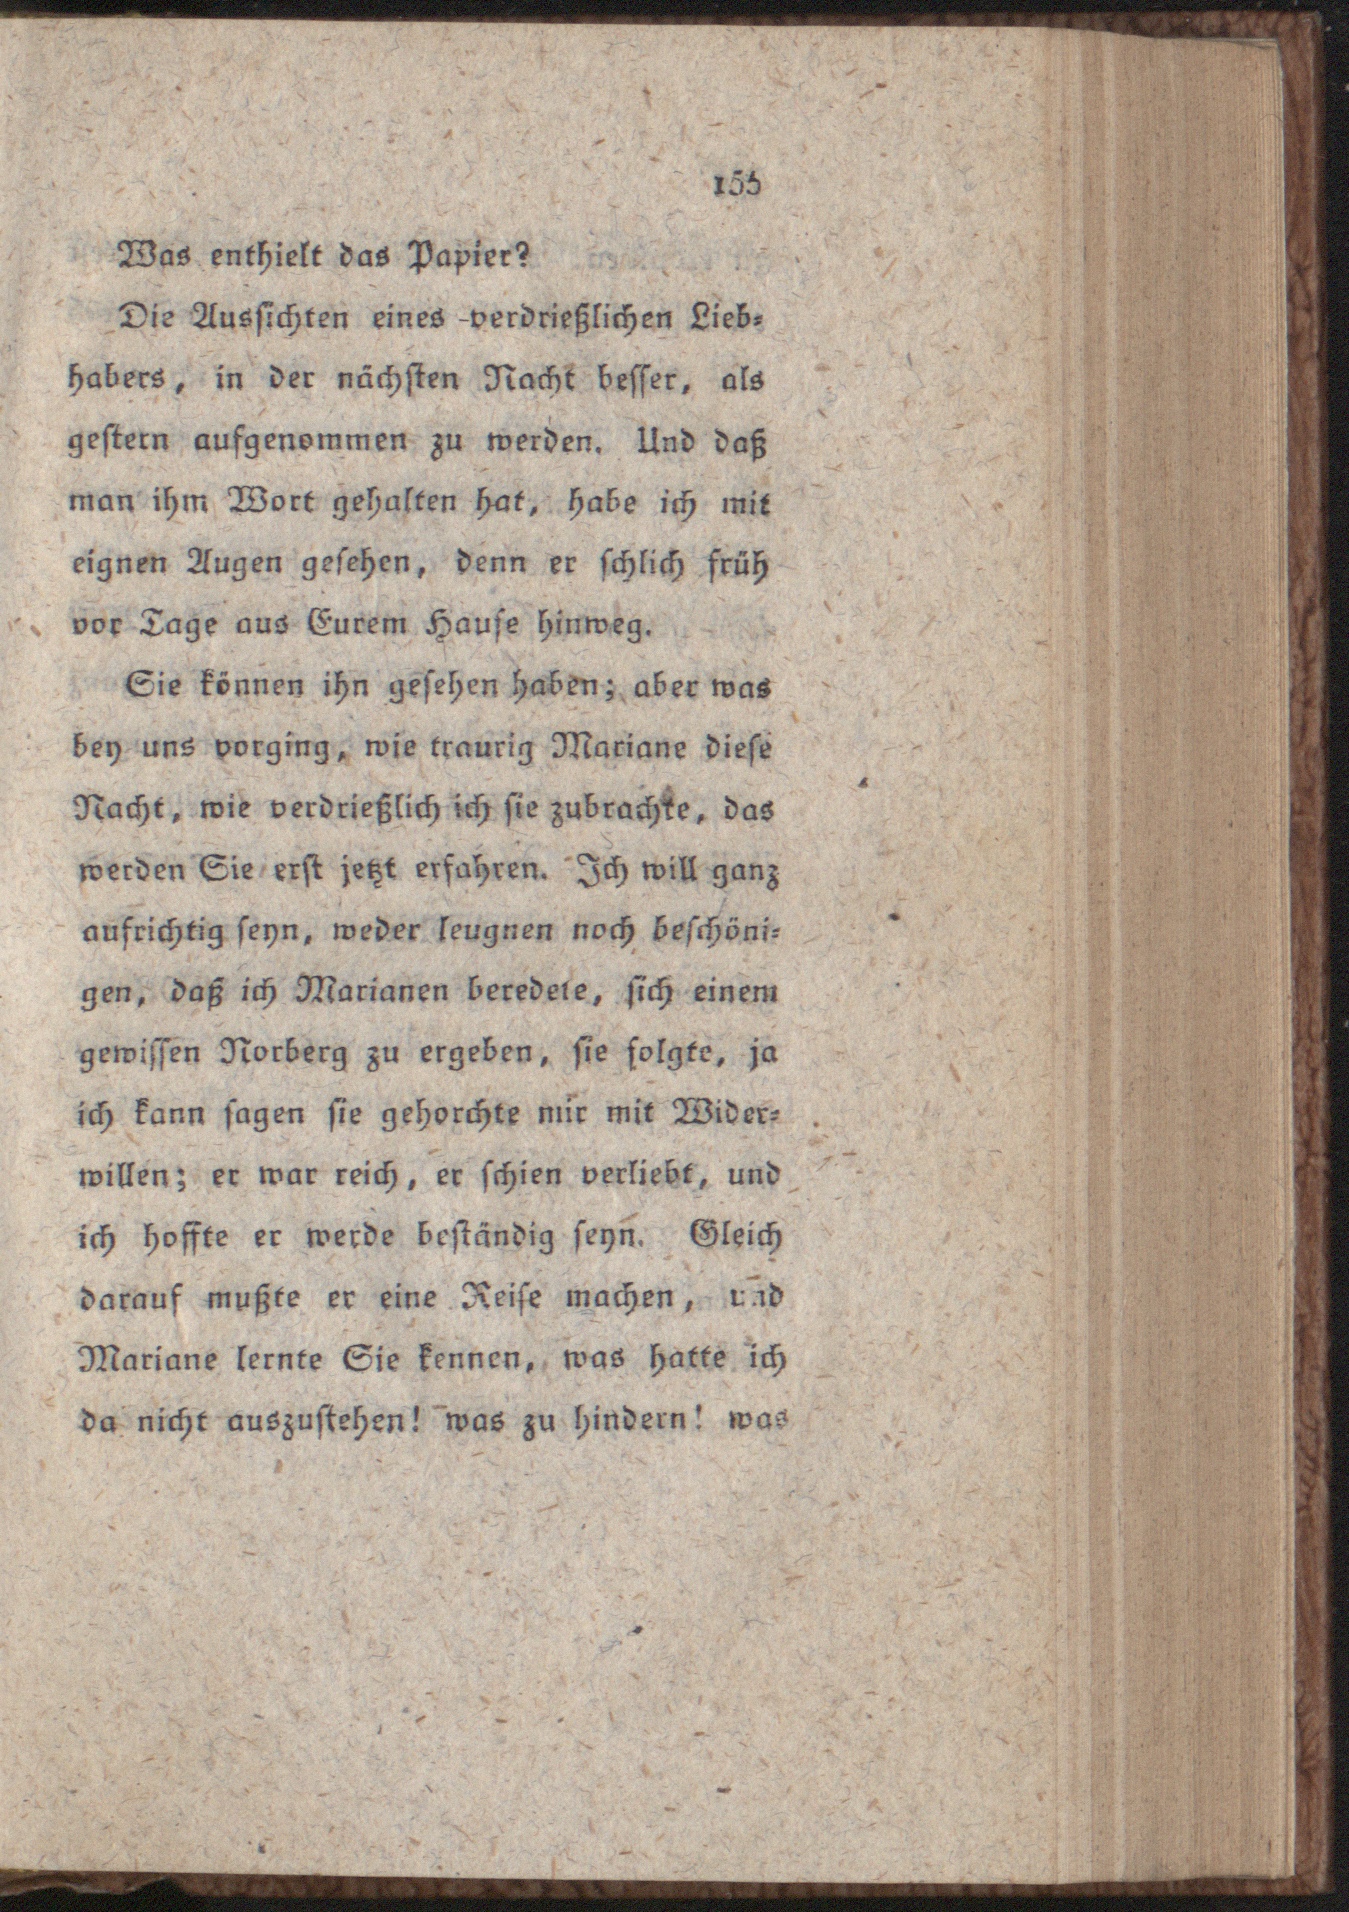 155
Was enthielt das Papier?
Die Aussichten eines verdrießlichen Lieb⸗
habers, in der nächsten Nacht besser, als
gestern aufgenommen zu werden. Und daß
man ihm Wort gehalten hat, habe ich mit
eignen Augen gesehen, denn er schlich früh
vor Tage aus Eurem Hause hinweg.
Sie können ihn gesehen haben; aber was
bey uns vorging, wie traurig Mariane diese
Nacht, wie verdrießlich ich sie zubrachte, das
werden Sie erst jetzt erfahren. Ich will ganz
aufrichtig seyn, weder leugnen noch beschöni⸗
gen, daß ich Marianen beredete, sich einem
gewissen Norberg zu ergeben, sie folgte, ja
ich kann sagen sie gehorchte mir mit Wider⸗
willen; er war reich, er schien verliebt, und
ich hoffte er werde beständig seyn. Gleich
darauf mußte er eine Reise machen, und
Mariane lernte Sie kennen, was hatte ich
da nicht auszustehen! was zu hindern! was